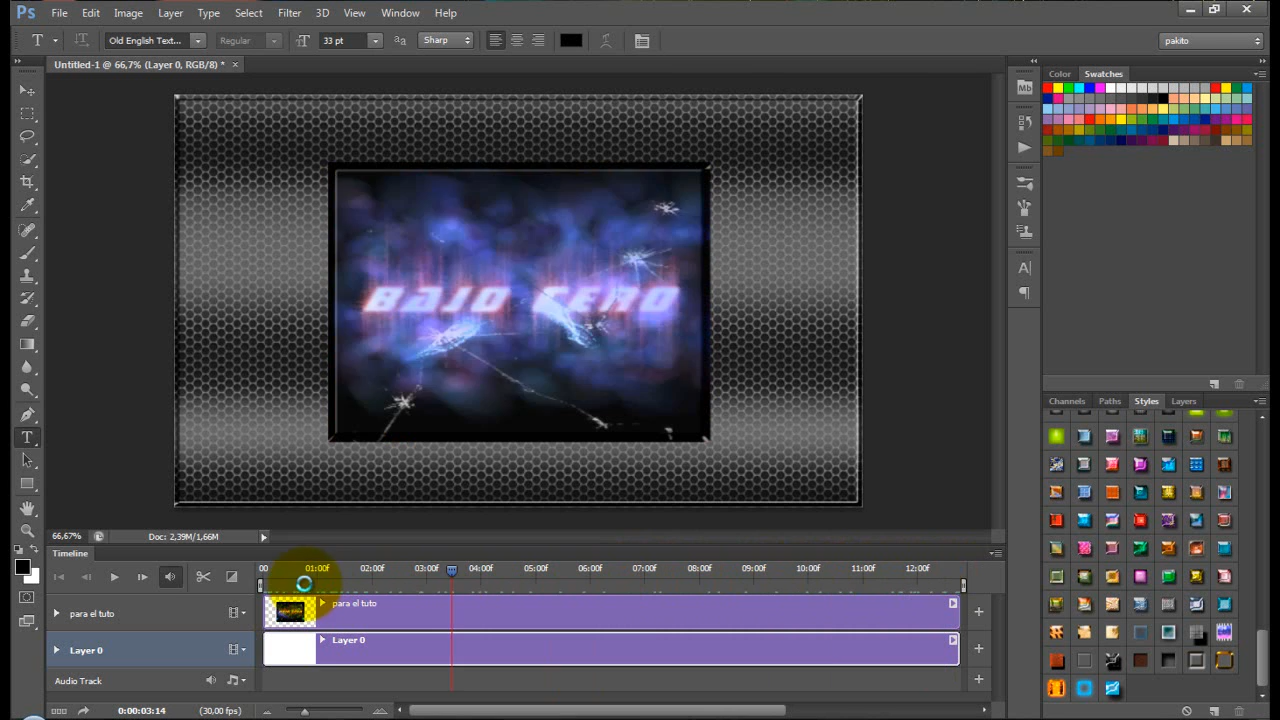 Ps File Edit Image Layer Type Select Filter 3D View Window Help
T Old English Text... Regular 33 pt aa Sharp pakito
Untitled-1 @ 66,7% (Layer 0, RGB/8) * ×
Color Swatches
Mb
BAJO CERO
A|
Channels Paths Styles Layers
66,67% Doc: 2,39M/1,66M
Timeline
00 01:00f 02:00f 03:00f 04:00f 05:00f 06:00f 07:00f 08:00f 09:00f 10:00f 11:00f 12:00f
para el tuto para el tuto
Layer 0 Layer 0
Audio Track
0:00:03:14 (30,00 fps)